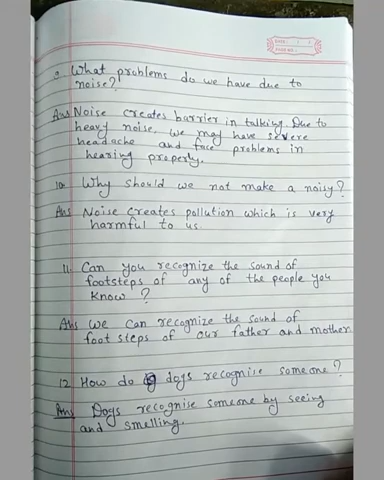 What problems do we have due to
noise?
Ans Noise creates barrier in talking. Due to
heavy noise, we may have severe
headache and face problems in
hearing property.
10. Why should we not make a noisy?
Ans Noise creates pollution which is very
harmful to us.
11. Can you recognize the sound of
footsteps of any of the people you
know?
Ans We can recognize the sound of
foot steps of our father and mother
12. How do dogs recognise someone?
Ans Dogs recognise someone by seeing
and smelling.